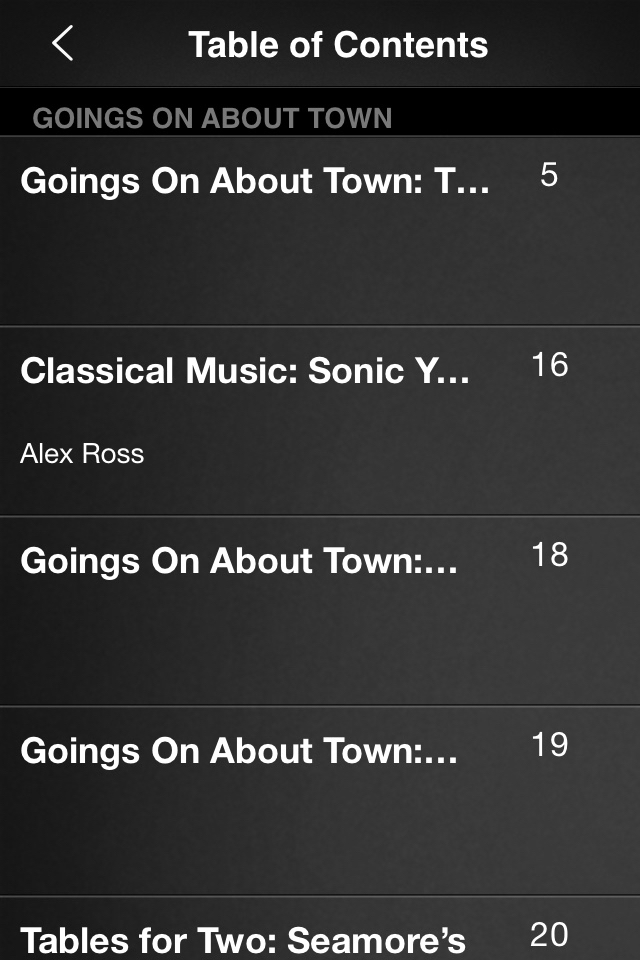 Table of Contents
GOINGS ON ABOUT TOWN
Goings On About Town: T... 5
Classical Music: Sonic Y... 16
Alex Ross
Goings On About Town:... 18
Goings On About Town:... 19
Tables for Two: Seamore’s 20